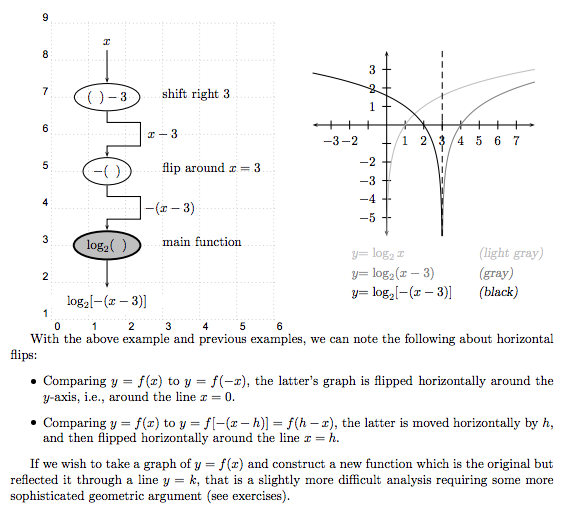 9
8
7
6
5
4
3
2
1
0 1 2 3 4 5 6
x
( ) − 3
shift right 3
x − 3
−( )
flip around x = 3
−(x − 3)
log₂( )
main function
log₂[−(x − 3)]
3
2
1
−3 −2 1 2 3 4 5 6 7
−2
−3
−4
−5
y= log₂ x (light gray)
y= log₂(x − 3) (gray)
y= log₂[−(x − 3)] (black)
With the above example and previous examples, we can note the following about horizontal
flips:
• Comparing y = f(x) to y = f(−x), the latter's graph is flipped horizontally around the
y-axis, i.e., around the line x = 0.
• Comparing y = f(x) to y = f[−(x − h)] = f(h − x), the latter is moved horizontally by h,
and then flipped horizontally around the line x = h.
If we wish to take a graph of y = f(x) and construct a new function which is the original but
reflected it through a line y = k, that is a slightly more difficult analysis requiring some more
sophisticated geometric argument (see exercises).